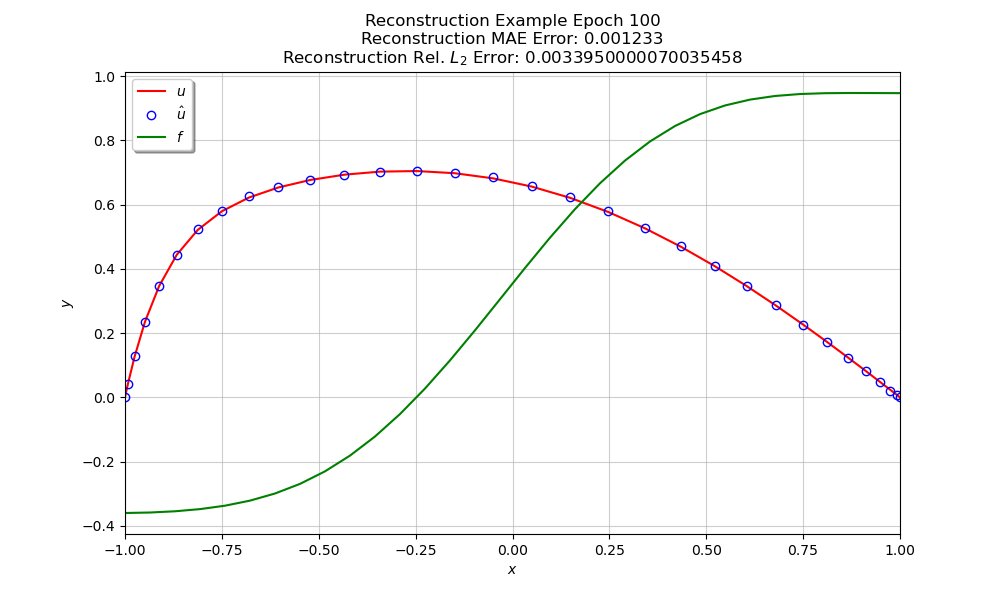 Reconstruction Example Epoch 100
Reconstruction MAE Error: 0.001233
Reconstruction Rel. L₂ Error: 0.0033950000070035458
u
û
f
1.0
0.8
0.6
0.4
0.2
0.0
−0.2
−0.4
y
−1.00 −0.75 −0.50 −0.25 0.00 0.25 0.50 0.75 1.00
x